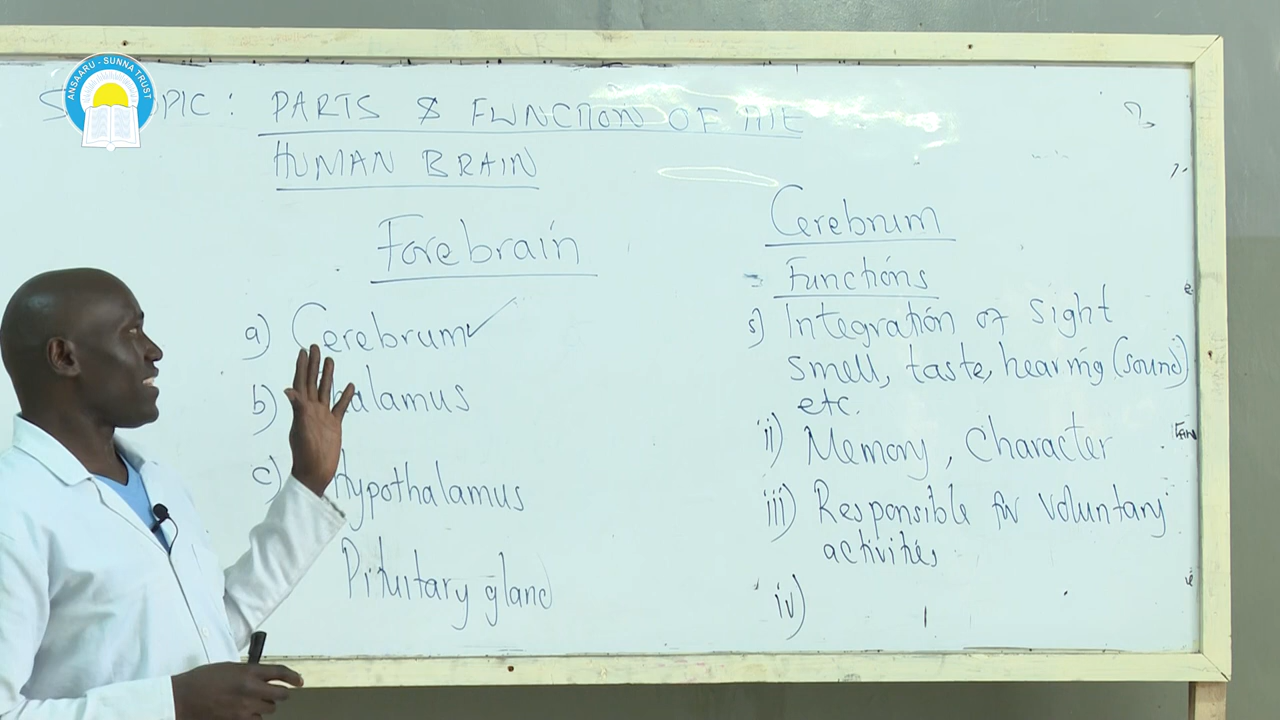 ANSAARU - SUNNA TRUST
PIC: PARTS & FUNCTION OF THE
HUMAN BRAIN
Forebrain
a) Cerebrum ✓
b) Thalamus
c) Hypothalamus
Pituitary gland
Cerebrum
- Functions
i) Integration of sight
smell, taste, hearing (sound)
etc.
ii) Memory, Character
iii) Responsible for voluntary
activities
iv)